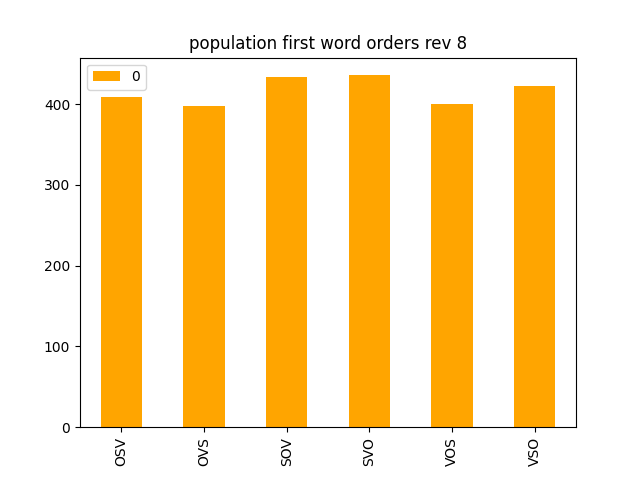 population first word orders rev 8
0
400
300
200
100
0
OSV
OVS
SOV
SVO
VOS
VSO